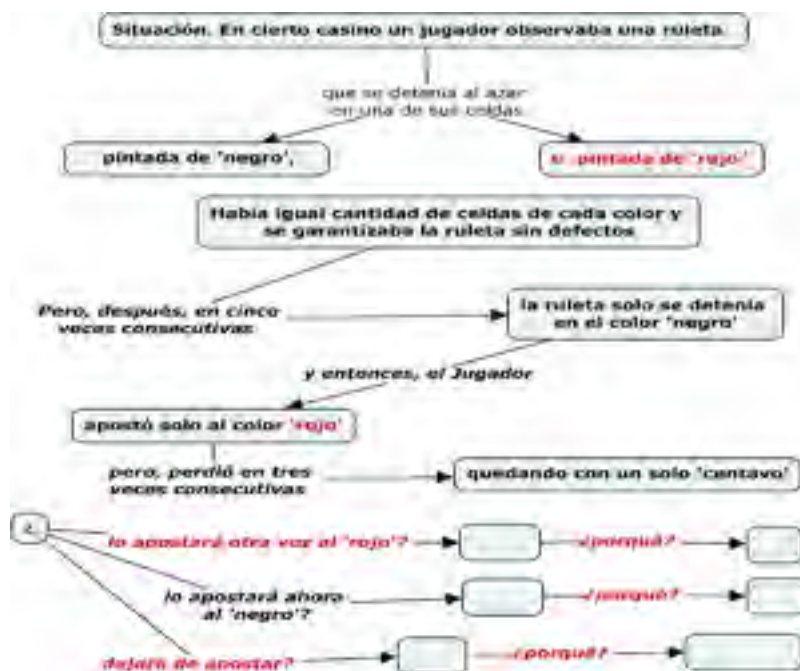 Situación. En cierto casino un jugador observaba una ruleta.
que se detenía al azar
en una de sus celdas
pintada de 'negro',
o pintada de 'rojo'
Había igual cantidad de celdas de cada color y
se garantizaba la ruleta sin defectos
Pero, después, en cinco
veces consecutivas
la ruleta solo se detenía
en el color 'negro'
y entonces, el Jugador
apostó solo al color 'rojo'
pero, perdió en tres
veces consecutivas
quedando con un solo 'centavo'
¿
lo apostará otra vez al 'rojo'?
¿porqué?
lo apostará ahora
al 'negro'?
¿porqué?
dejará de apostar?
¿porqué?